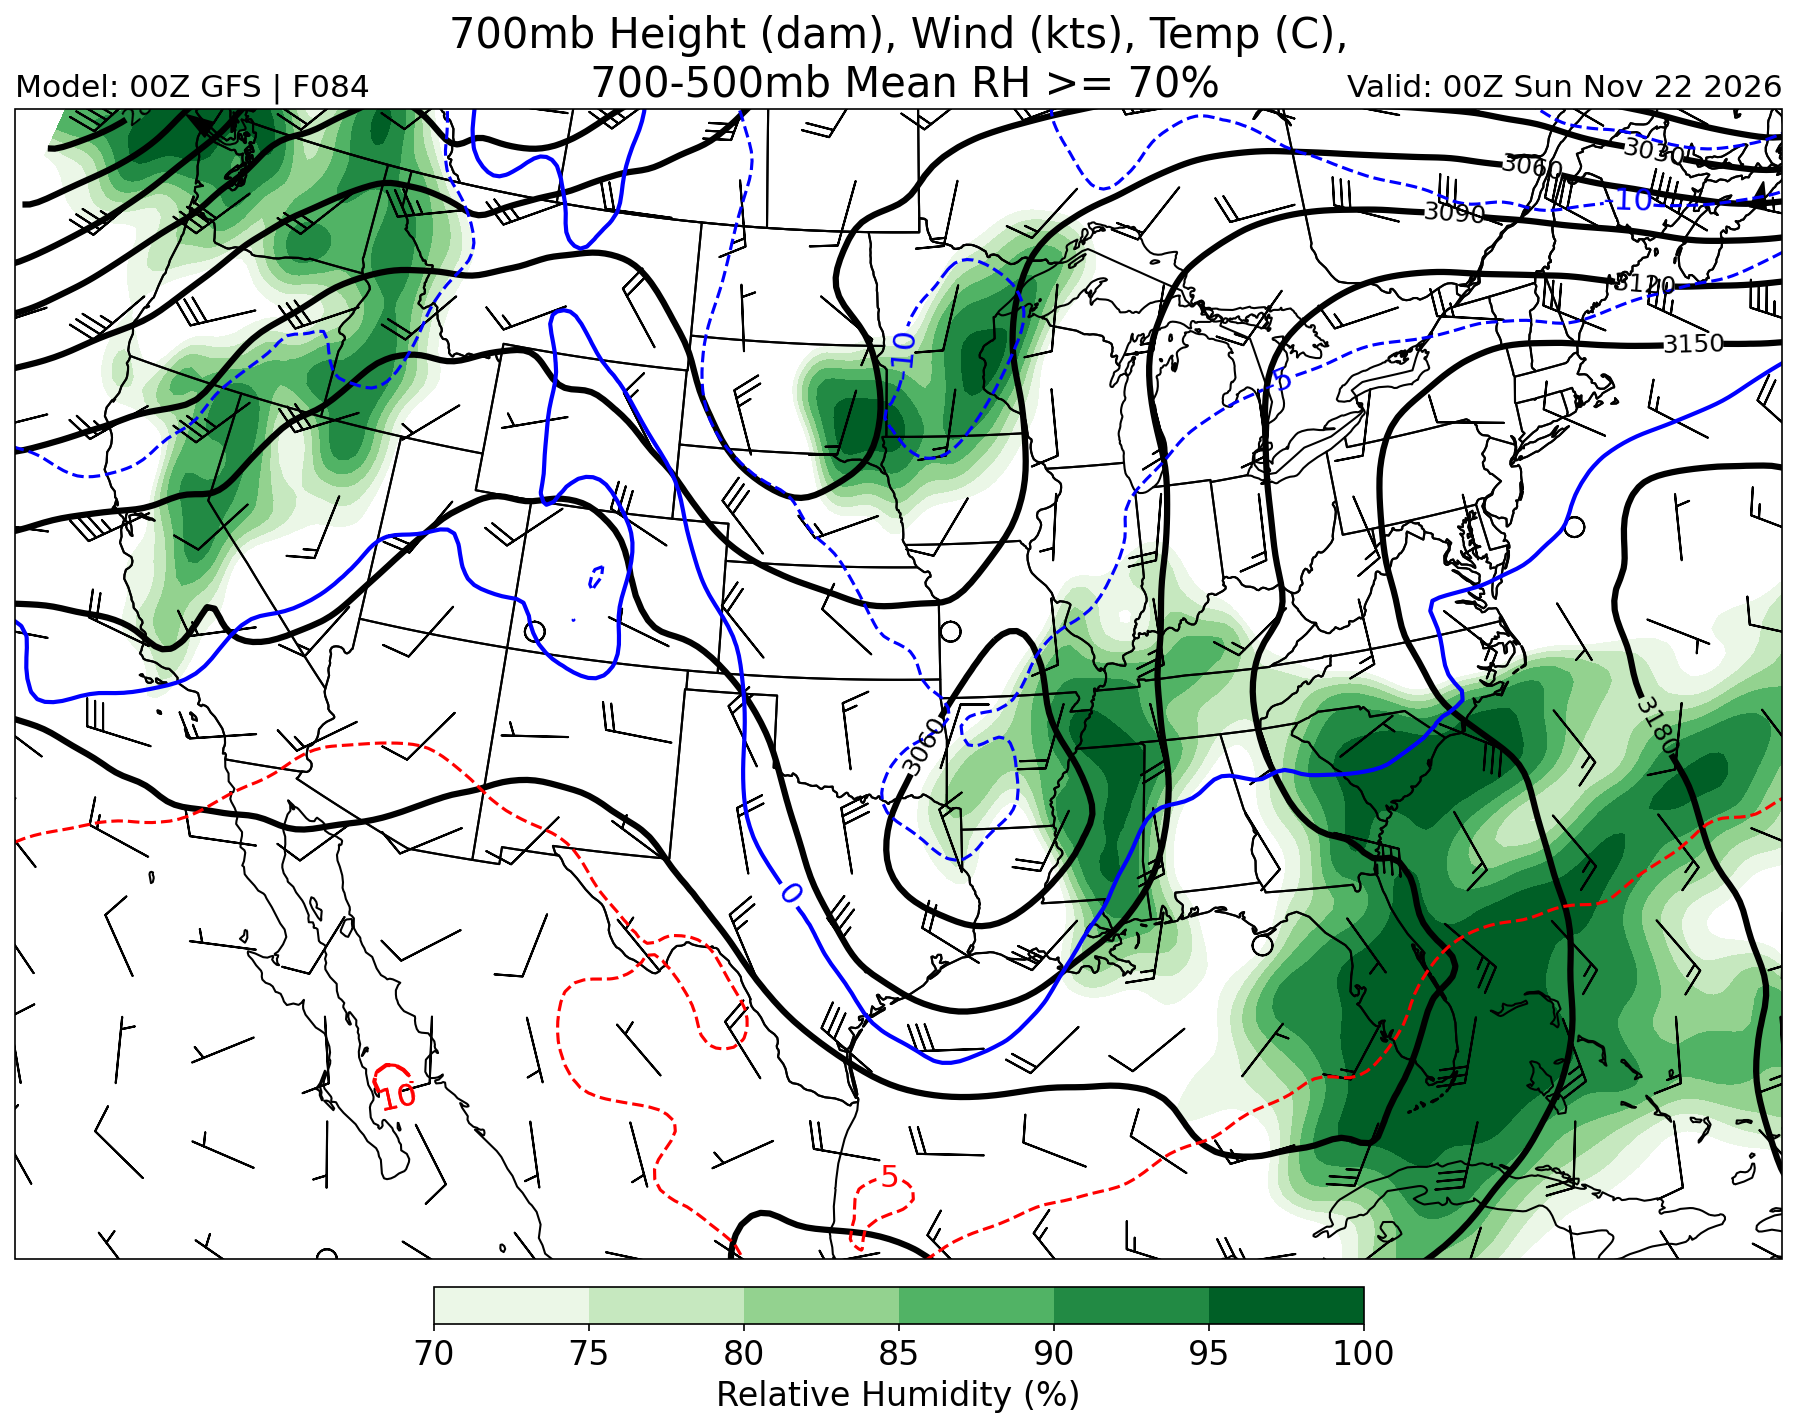 700mb Height (dam), Wind (kts), Temp (C),
Model: 00Z GFS | F084
700-500mb Mean RH >= 70%
Valid: 00Z Sun Nov 22 2026
3030
3060
-10
3090
3120
3150
-10
-5
3180
3060
0
10
5
70 75 80 85 90 95 100
Relative Humidity (%)